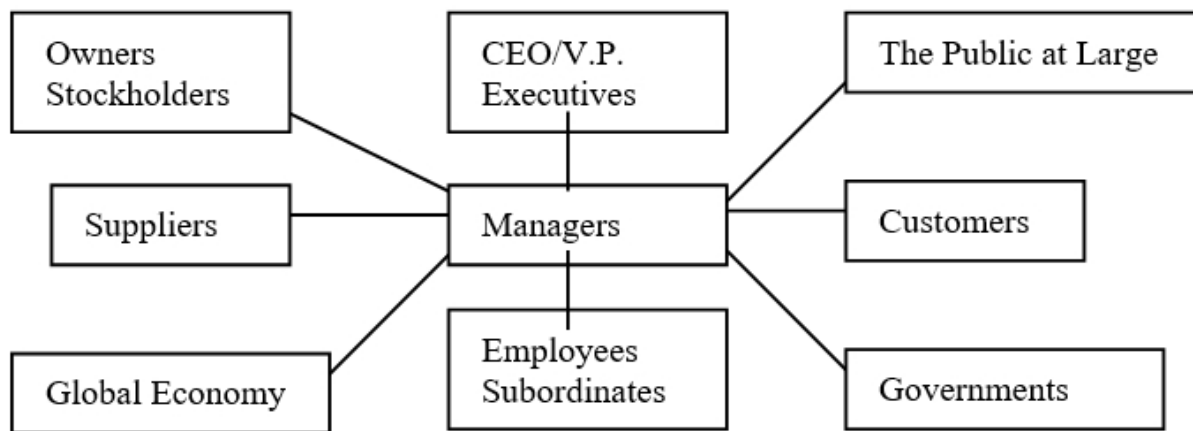 Owners
Stockholders
CEO/V.P.
Executives
The Public at Large
Suppliers
Managers
Customers
Global Economy
Employees
Subordinates
Governments